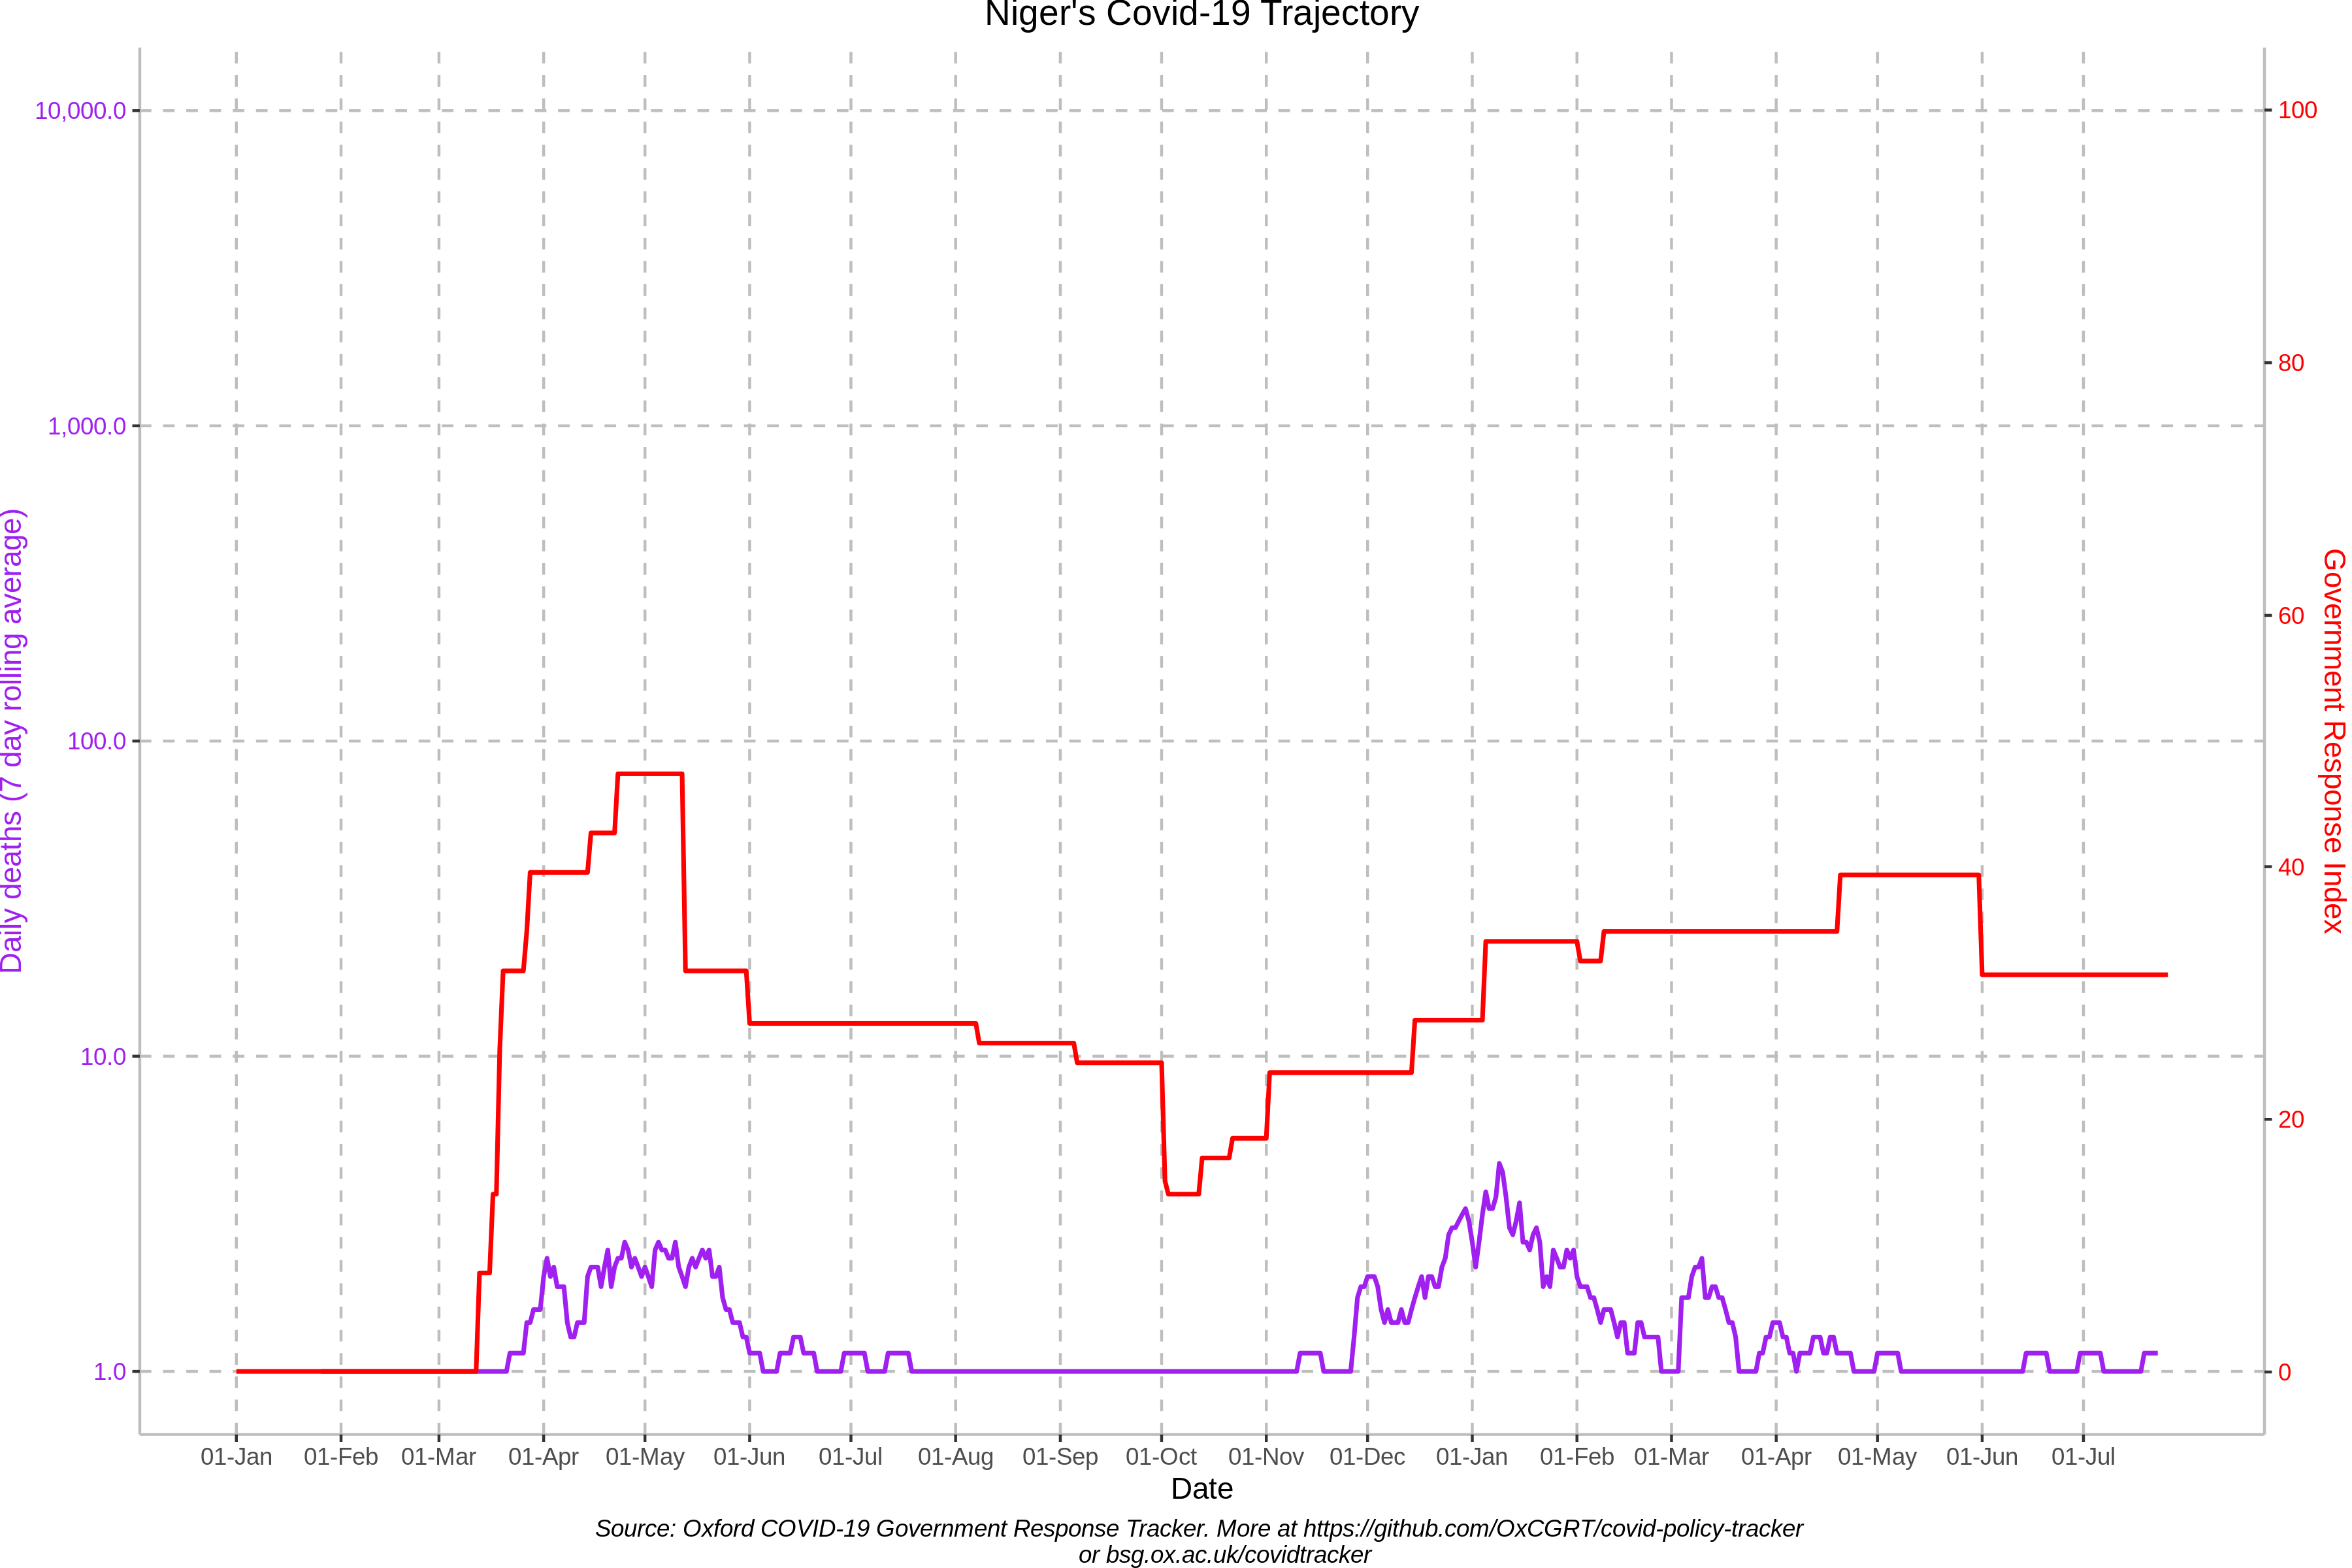 Niger's Covid-19 Trajectory
10,000.0
1,000.0
100.0
10.0
1.0
Daily deaths (7 day rolling average)
100
80
60
40
20
0
Government Response Index
01-Jan 01-Feb 01-Mar 01-Apr 01-May 01-Jun 01-Jul 01-Aug 01-Sep 01-Oct 01-Nov 01-Dec 01-Jan 01-Feb 01-Mar 01-Apr 01-May 01-Jun 01-Jul
Date
Source: Oxford COVID-19 Government Response Tracker. More at https://github.com/OxCGRT/covid-policy-tracker
or bsg.ox.ac.uk/covidtracker